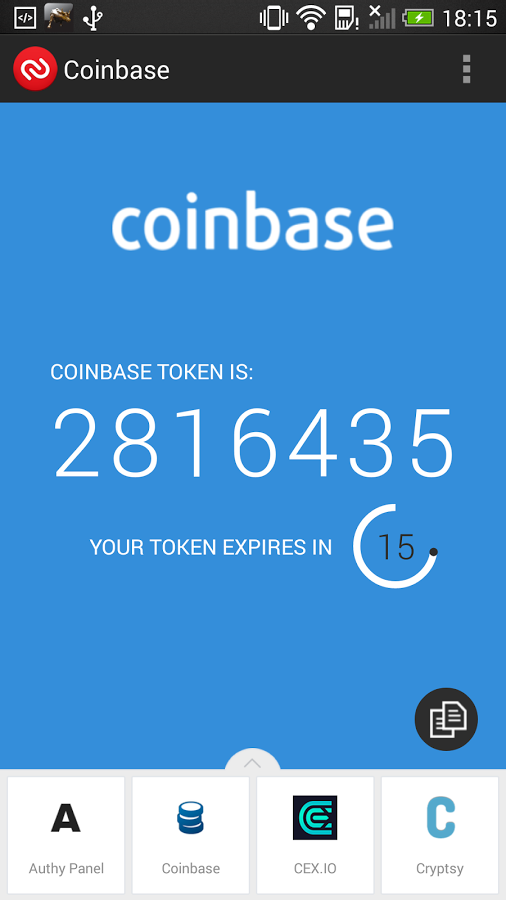 18:15
Coinbase
coinbase
COINBASE TOKEN IS:
2816435
YOUR TOKEN EXPIRES IN 15
Authy Panel Coinbase CEX.IO Cryptsy